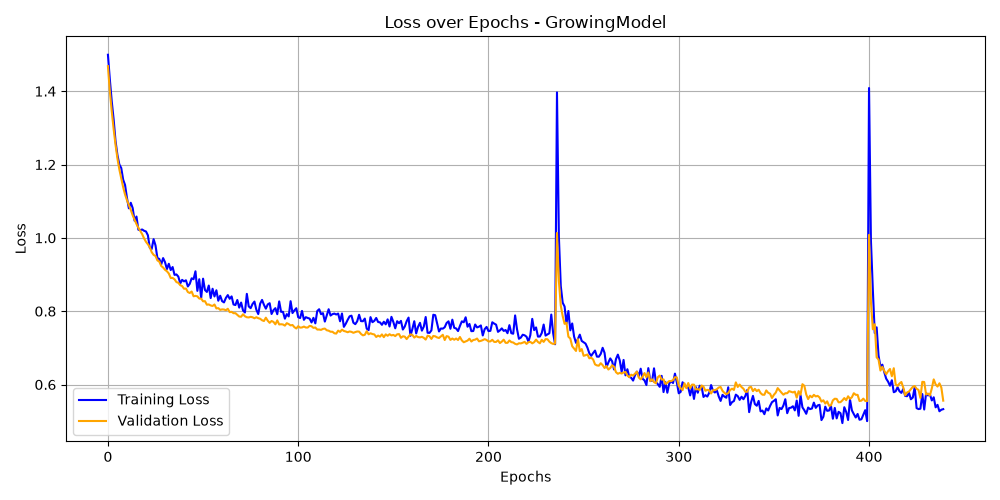 Loss over Epochs - GrowingModel
Loss
1.4
1.2
1.0
0.8
0.6
Training Loss
Validation Loss
0 100 200 300 400
Epochs